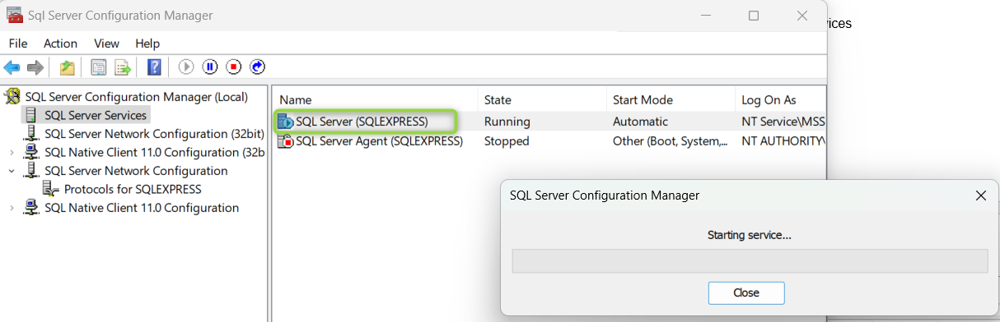 Sql Server Configuration Manager
vices
File Action View Help
SQL Server Configuration Manager (Local)
SQL Server Services
SQL Server Network Configuration (32bit)
SQL Native Client 11.0 Configuration (32b
SQL Server Network Configuration
Protocols for SQLEXPRESS
SQL Native Client 11.0 Configuration
Name State Start Mode Log On As
SQL Server (SQLEXPRESS) Running Automatic NT Service\MSS
SQL Server Agent (SQLEXPRESS) Stopped Other (Boot, System,... NT AUTHORITY\
SQL Server Configuration Manager
Starting service...
Close